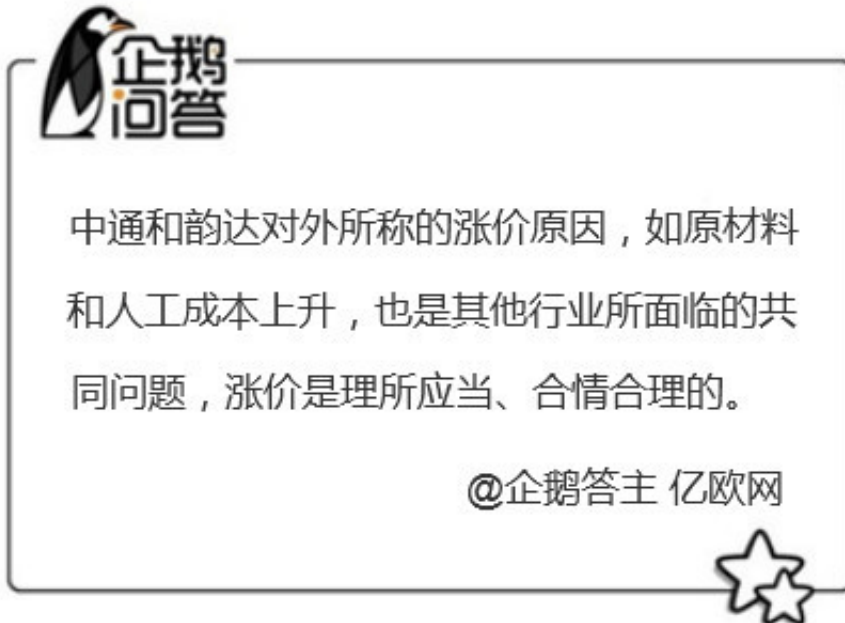 企鹅
问答
中通和韵达对外所称的涨价原因，如原材料
和人工成本上升，也是其他行业所面临的共
同问题，涨价是理所应当、合情合理的。
@企鹅答主 亿欧网